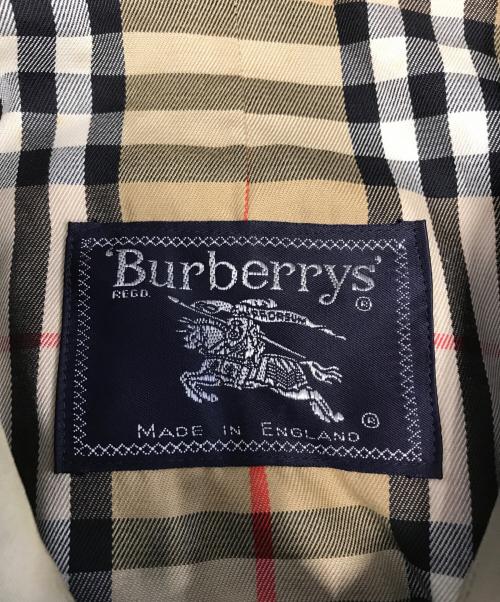 'Burberrys'
REGD.
®
PRORSUM
®
MADE IN ENGLAND